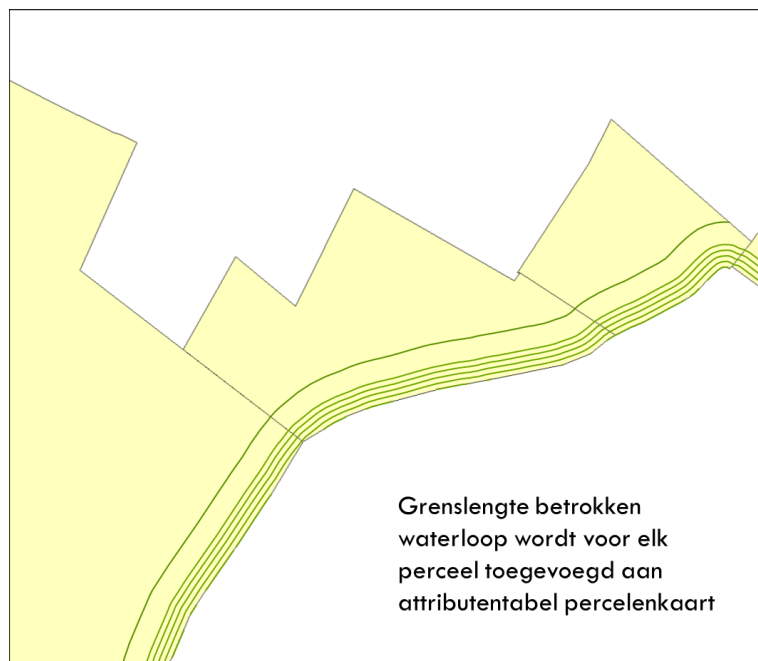 Grenslengte betrokken
waterloop wordt voor elk
perceel toegevoegd aan
attributentabel percelenkaart